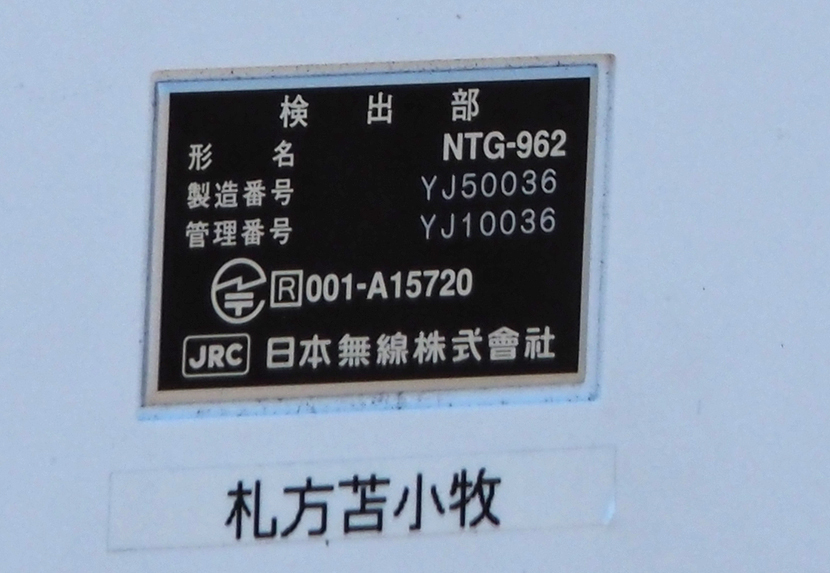 検出部
形名 NTG-962
製造番号 YJ50036
管理番号 YJ10036
R 001-A15720
JRC 日本無線株式會社
札方苫小牧